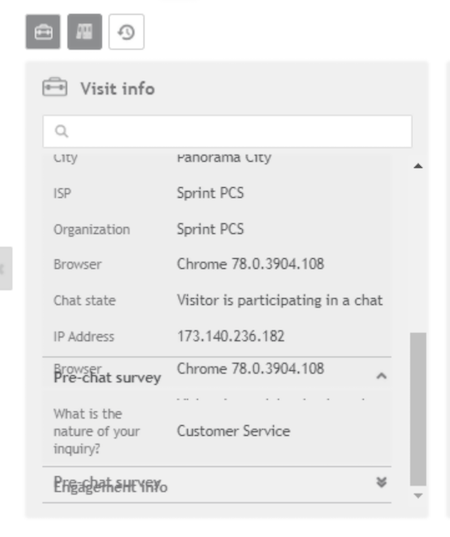 Visit info
City Panorama City
ISP Sprint PCS
Organization Sprint PCS
Browser Chrome 78.0.3904.108
Chat state Visitor is participating in a chat
IP Address 173.140.236.182
Browser Chrome 78.0.3904.108
Pre-chat survey
What is the
nature of your Customer Service
inquiry?
Pre-chat survey
Engagement info